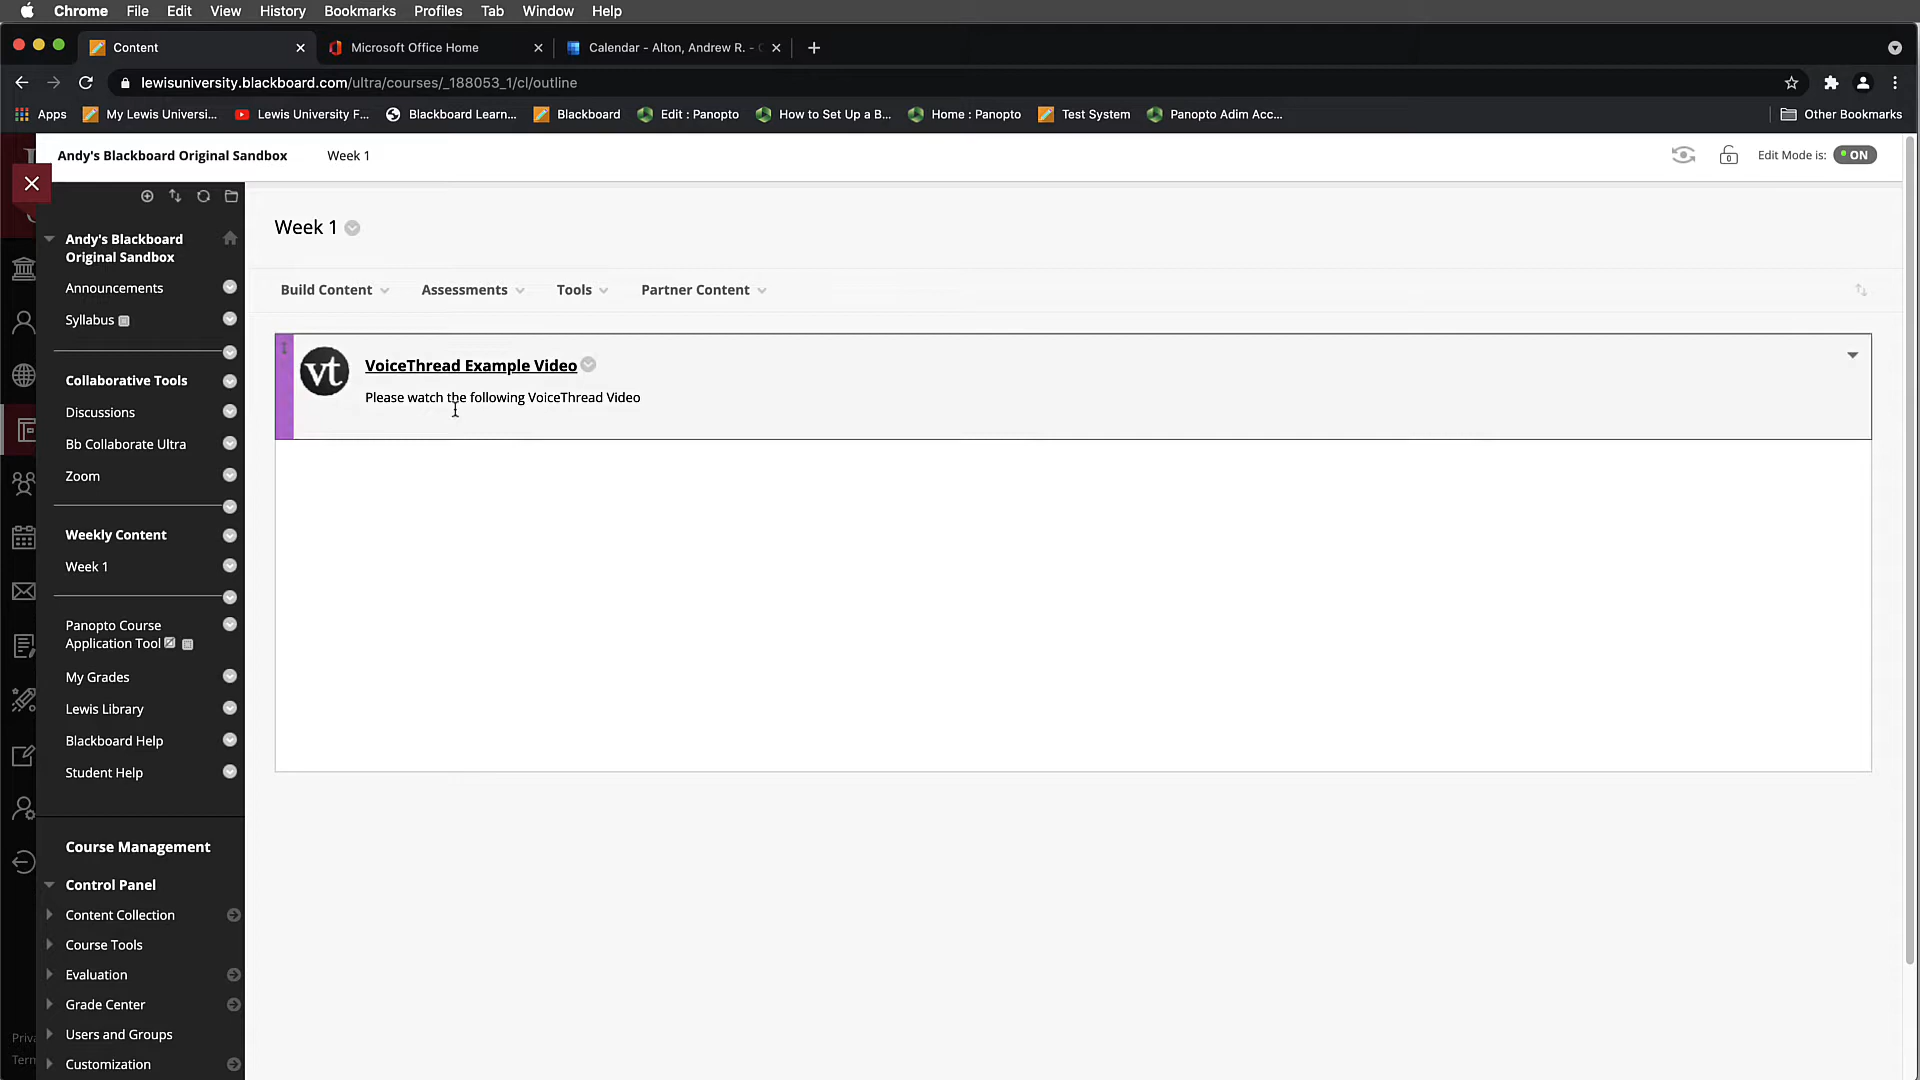 Chrome File Edit View History Bookmarks Profiles Tab Window Help
Content Microsoft Office Home Calendar - Alton, Andrew R. -
lewisuniversity.blackboard.com/ultra/courses/_188053_1/cl/outline
Apps My Lewis Universi... Lewis University F... Blackboard Learn... Blackboard Edit : Panopto How to Set Up a B... Home : Panopto Test System Panopto Adim Acc... Other Bookmarks
Andy's Blackboard Original Sandbox Week 1 Edit Mode is: ON
Andy's Blackboard
Original Sandbox
Announcements
Syllabus
Collaborative Tools
Discussions
Bb Collaborate Ultra
Zoom
Weekly Content
Week 1
Panopto Course
Application Tool
My Grades
Lewis Library
Blackboard Help
Student Help
Course Management
Control Panel
Content Collection
Course Tools
Evaluation
Grade Center
Users and Groups
Customization
Week 1
Build Content Assessments Tools Partner Content
vt
VoiceThread Example Video
Please watch the following VoiceThread Video